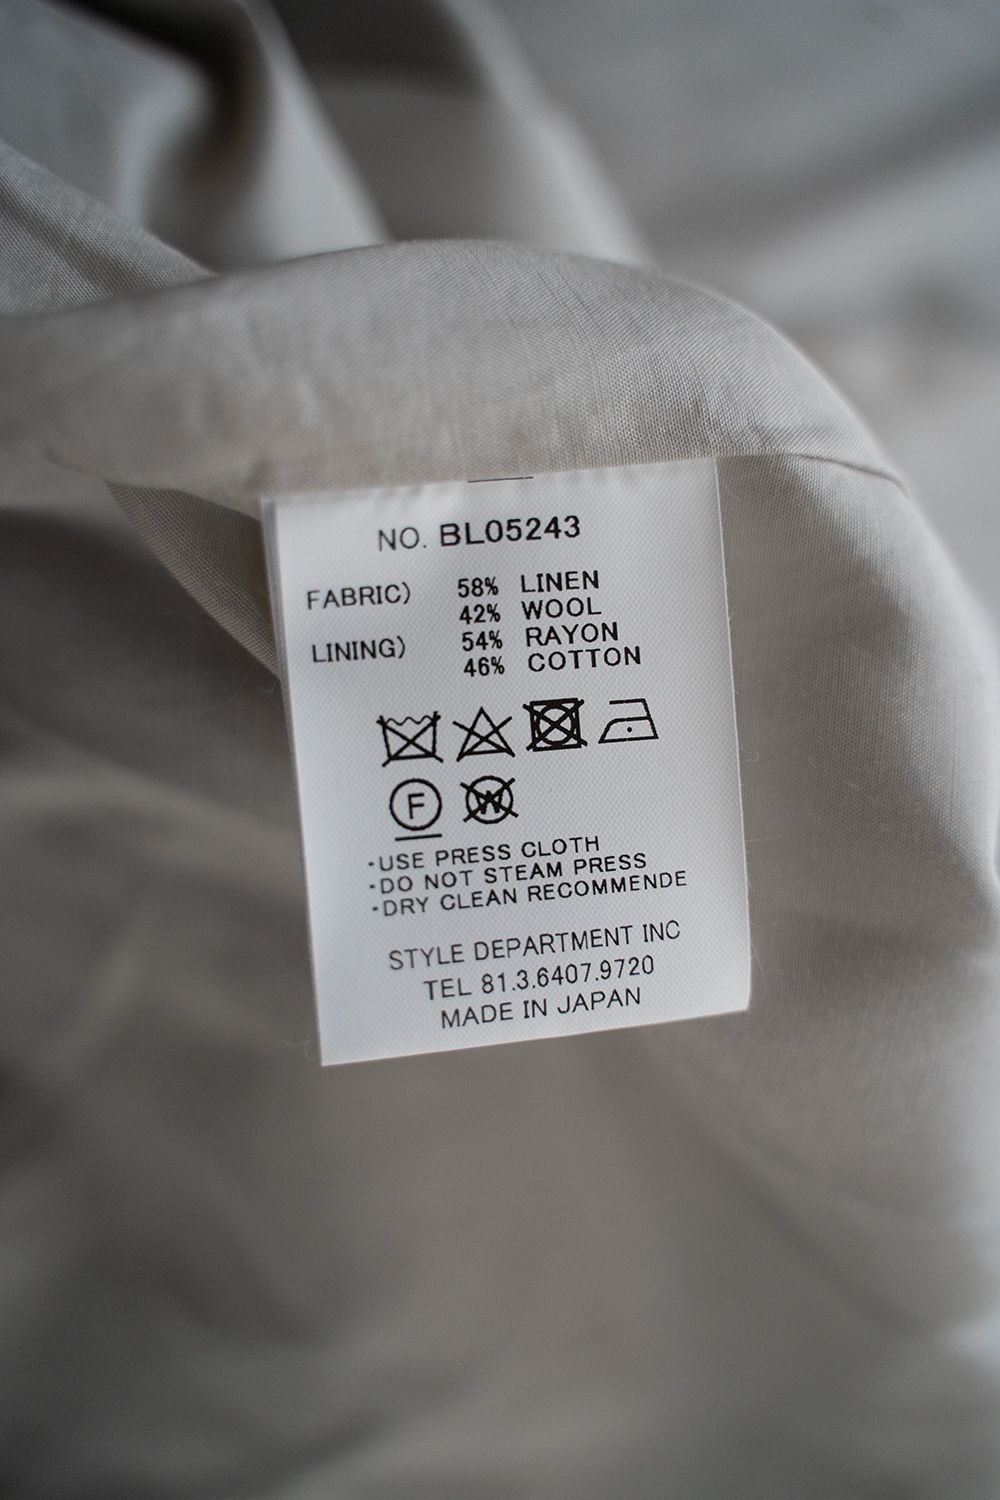 NO. BL05243
FABRIC) 58% LINEN
42% WOOL
LINING) 54% RAYON
46% COTTON
F W
·USE PRESS CLOTH
·DO NOT STEAM PRESS
·DRY CLEAN RECOMMENDE
STYLE DEPARTMENT INC
TEL 81.3.6407.9720
MADE IN JAPAN